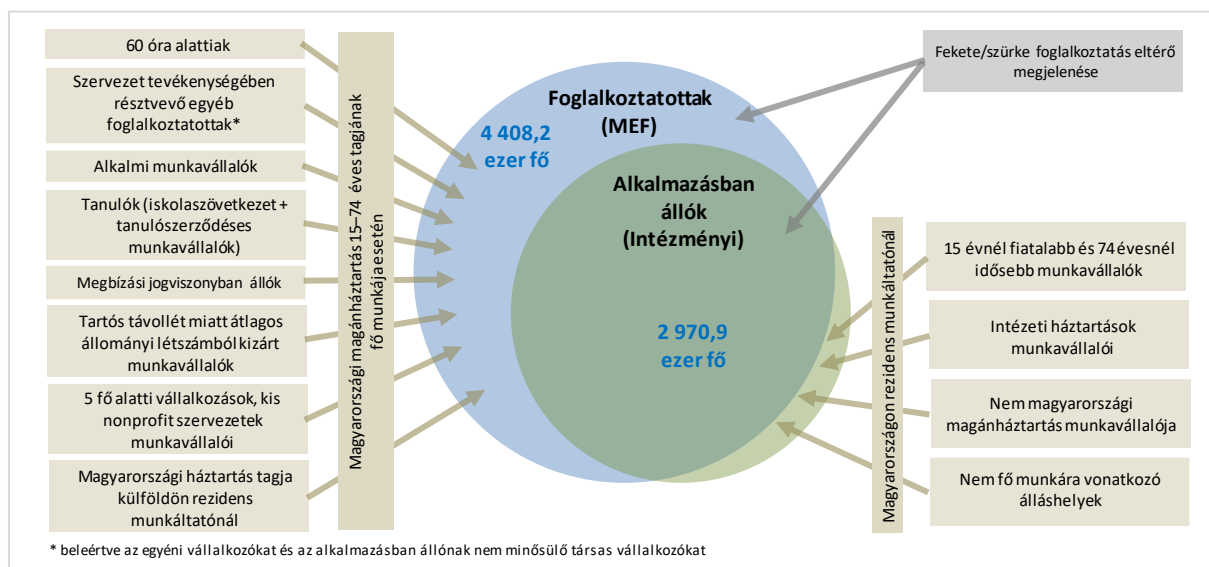 60 óra alattiak
Szervezet tevékenységében
résztvevő egyéb
foglalkoztatottak*
Alkalmi munkavállalók
Tanulók (iskolaszövetkezet +
tanulószerződéses
munkavállalók)
Megbízási jogviszonyban állók
Tartós távollét miatt átlagos
állományi létszámból kizárt
munkavállalók
5 fő alatti vállalkozások, kis
nonprofit szervezetek
munkavállalói
Magyarországi háztartás tagja
külföldön rezidens
munkáltatónál
Magyarországi magánháztartás 15–74 éves tagjának
fő munkája esetén
Foglalkoztatottak
(MEF)
4 408,2
ezer fő
Alkalmazásban
állók
(Intézményi)
2 970,9
ezer fő
Fekete/szürke foglalkoztatás eltérő
megjelenése
Magyarországon rezidens munkáltatónál
15 évnél fiatalabb és 74 évesnél
idősebb munkavállalók
Intézeti háztartások
munkavállalói
Nem magyarországi
magánháztartás munkavállalója
Nem fő munkára vonatkozó
álláshelyek
* beleértve az egyéni vállalkozókat és az alkalmazásban állónak nem minősülő társas vállalkozókat